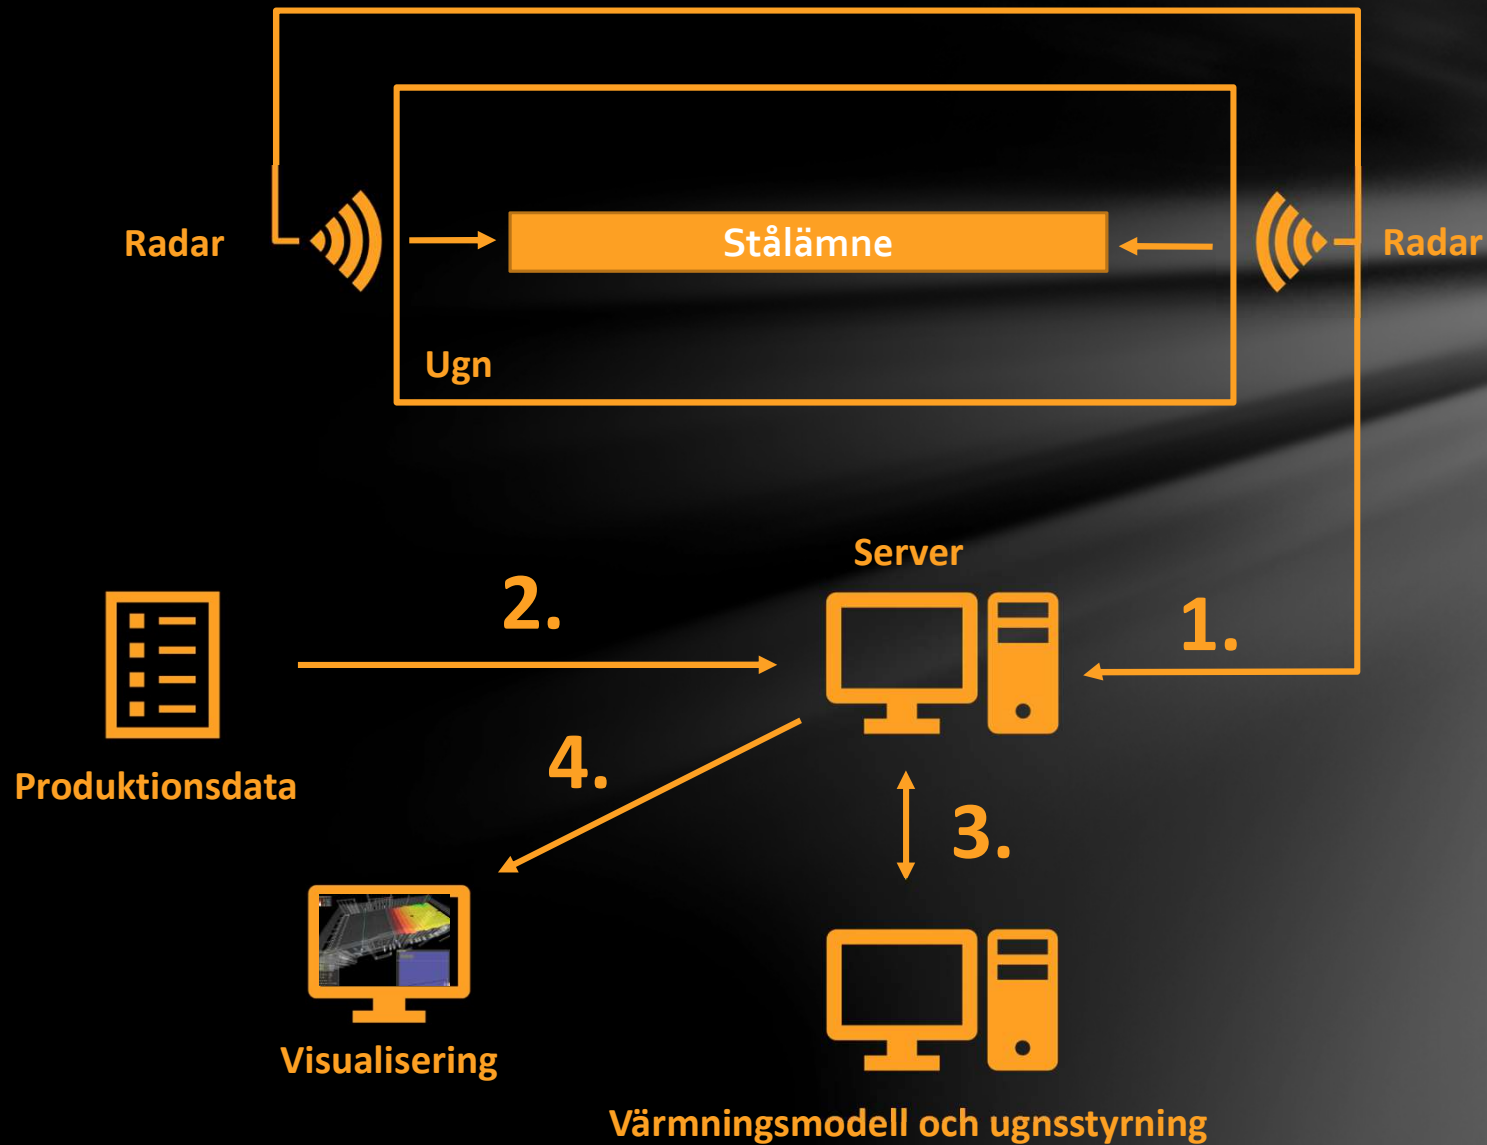 Radar
Stålämne
Radar
Ugn
Server
2.
1.
Produktionsdata
4.
3.
Visualisering
Värmningsmodell och ugnsstyrning